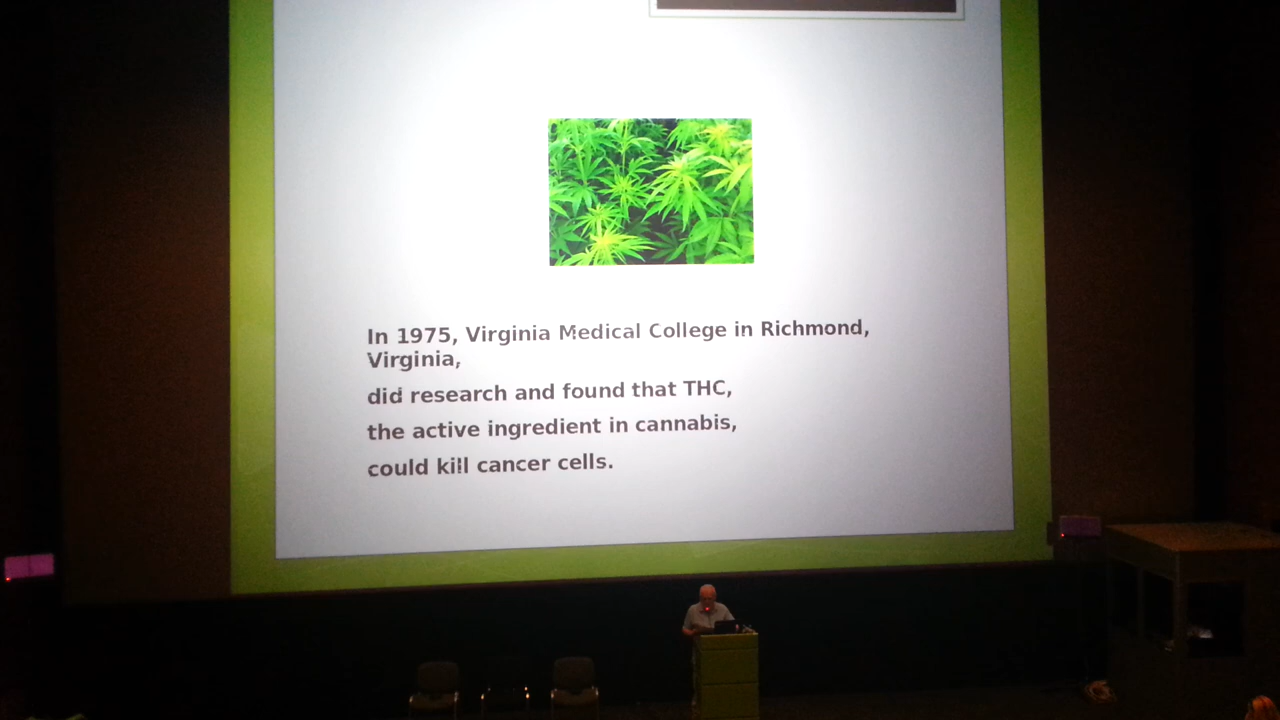 In 1975, Virginia Medical College in Richmond,
Virginia,
did research and found that THC,
the active ingredient in cannabis,
could kill cancer cells.